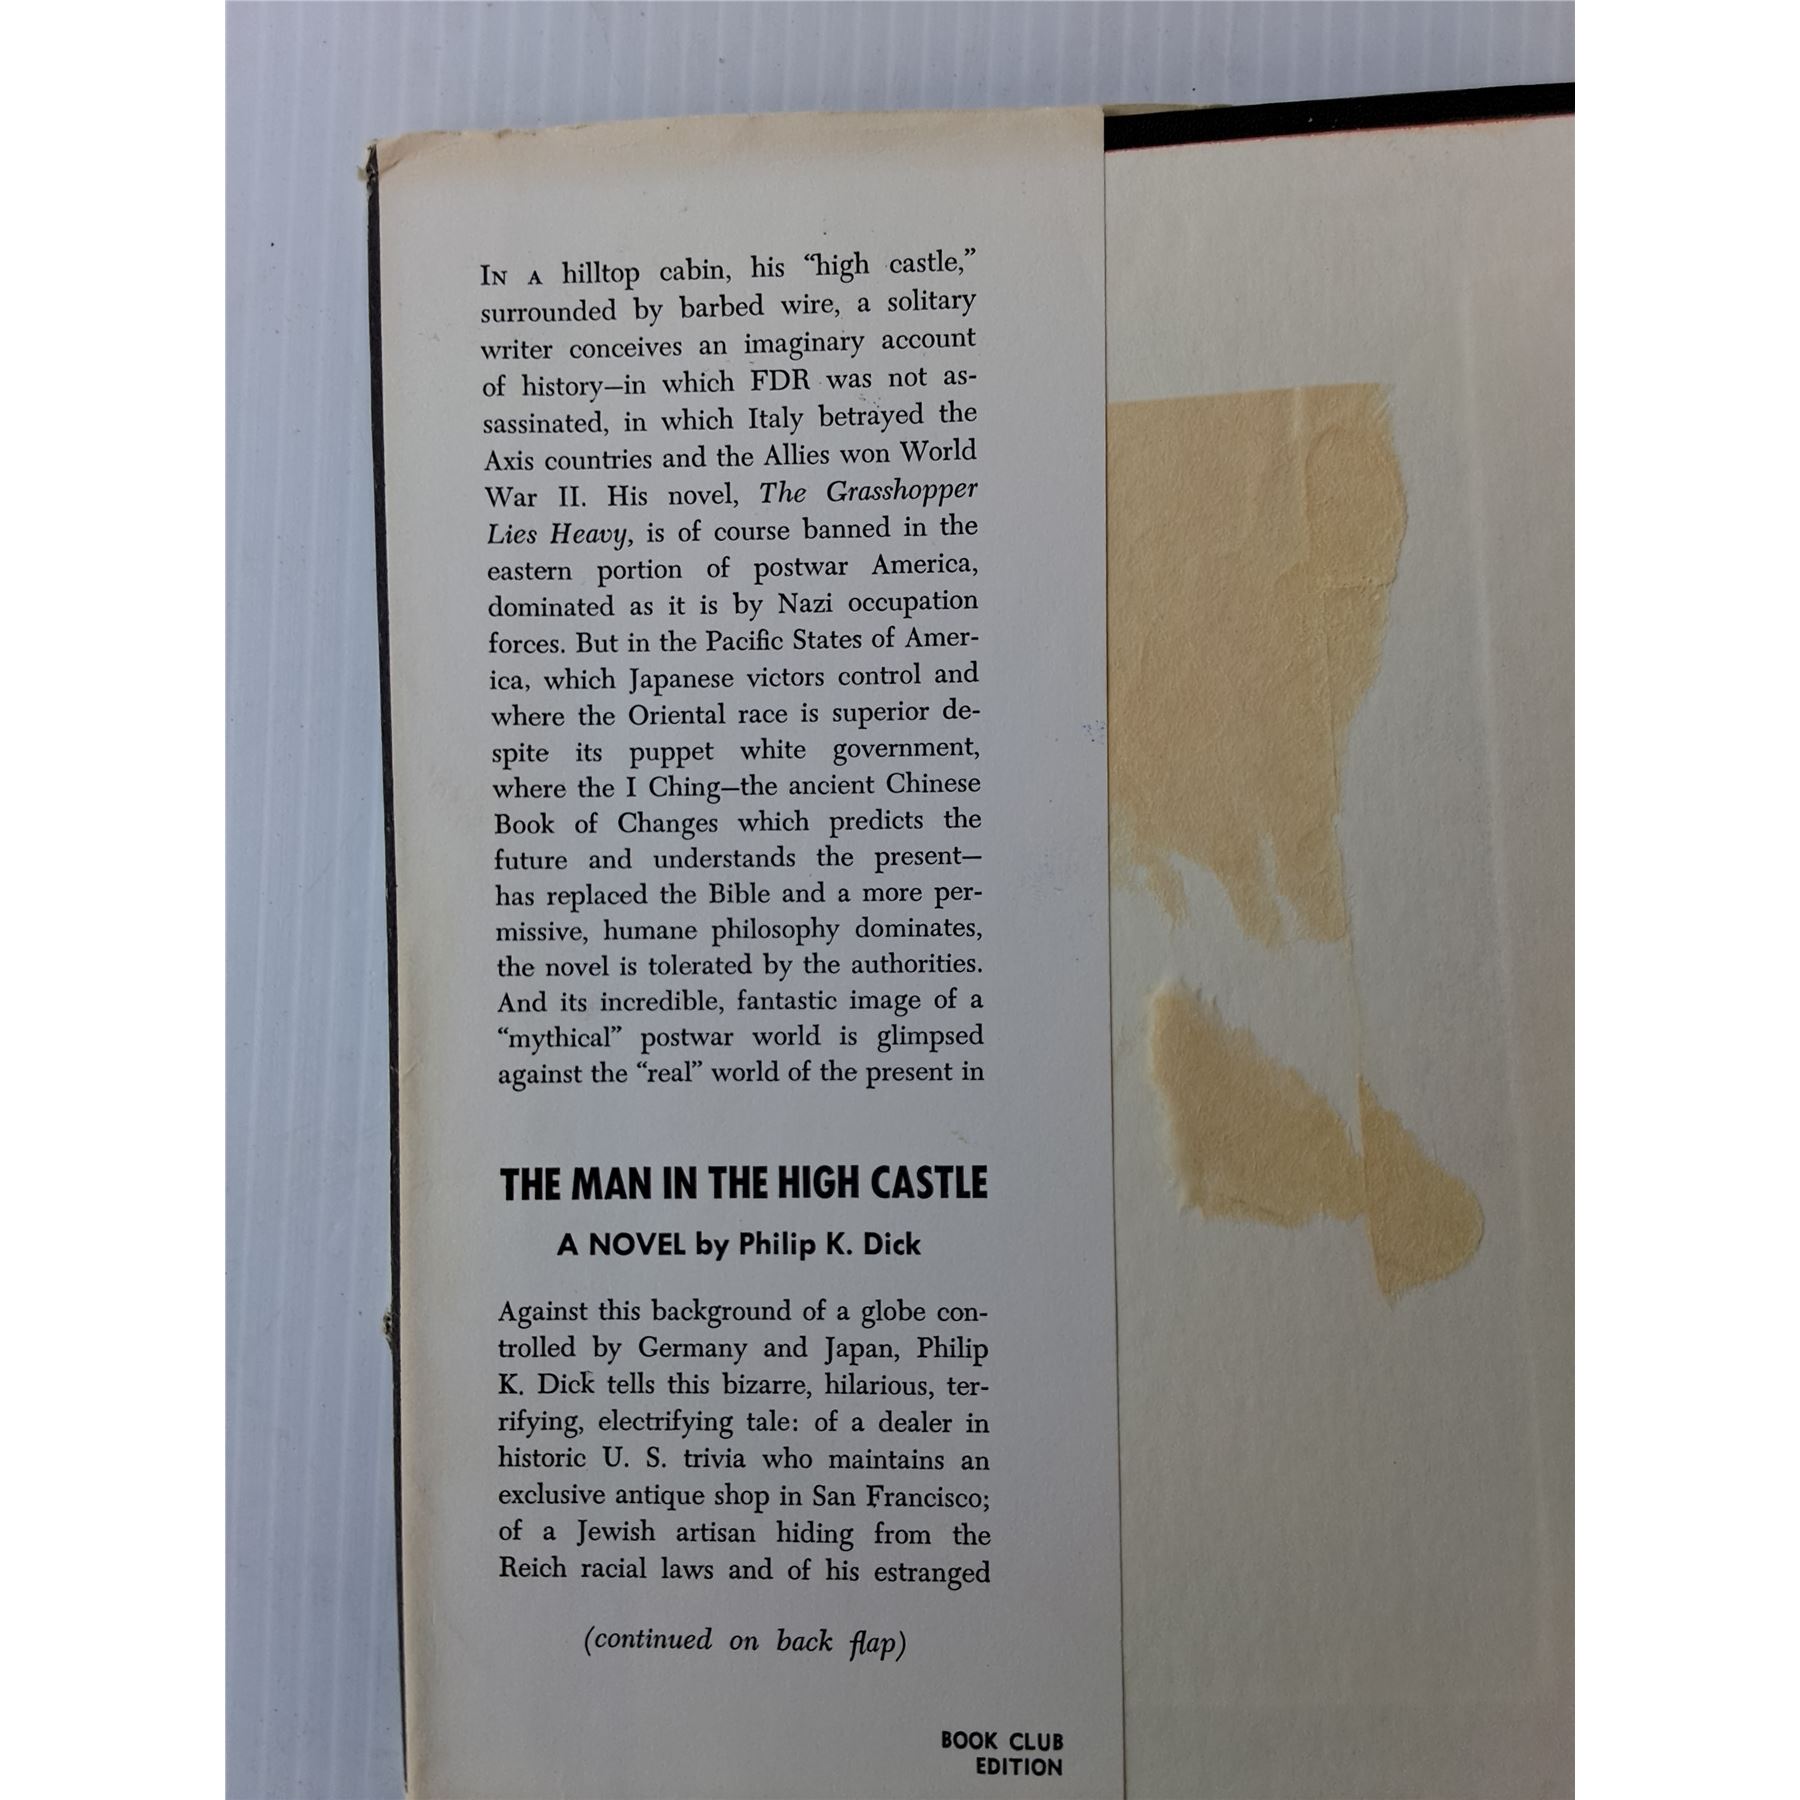 IN A hilltop cabin, his “high castle,”
surrounded by barbed wire, a solitary
writer conceives an imaginary account
of history—in which FDR was not as-
sassinated, in which Italy betrayed the
Axis countries and the Allies won World
War II. His novel, The Grasshopper
Lies Heavy, is of course banned in the
eastern portion of postwar America,
dominated as it is by Nazi occupation
forces. But in the Pacific States of Amer-
ica, which Japanese victors control and
where the Oriental race is superior de-
spite its puppet white government,
where the I Ching—the ancient Chinese
Book of Changes which predicts the
future and understands the present—
has replaced the Bible and a more per-
missive, humane philosophy dominates,
the novel is tolerated by the authorities.
And its incredible, fantastic image of a
“mythical” postwar world is glimpsed
against the “real” world of the present in
THE MAN IN THE HIGH CASTLE
A NOVEL by Philip K. Dick
Against this background of a globe con-
trolled by Germany and Japan, Philip
K. Dick tells this bizarre, hilarious, ter-
rifying, electrifying tale: of a dealer in
historic U. S. trivia who maintains an
exclusive antique shop in San Francisco;
of a Jewish artisan hiding from the
Reich racial laws and of his estranged
(continued on back flap)
BOOK CLUB
EDITION